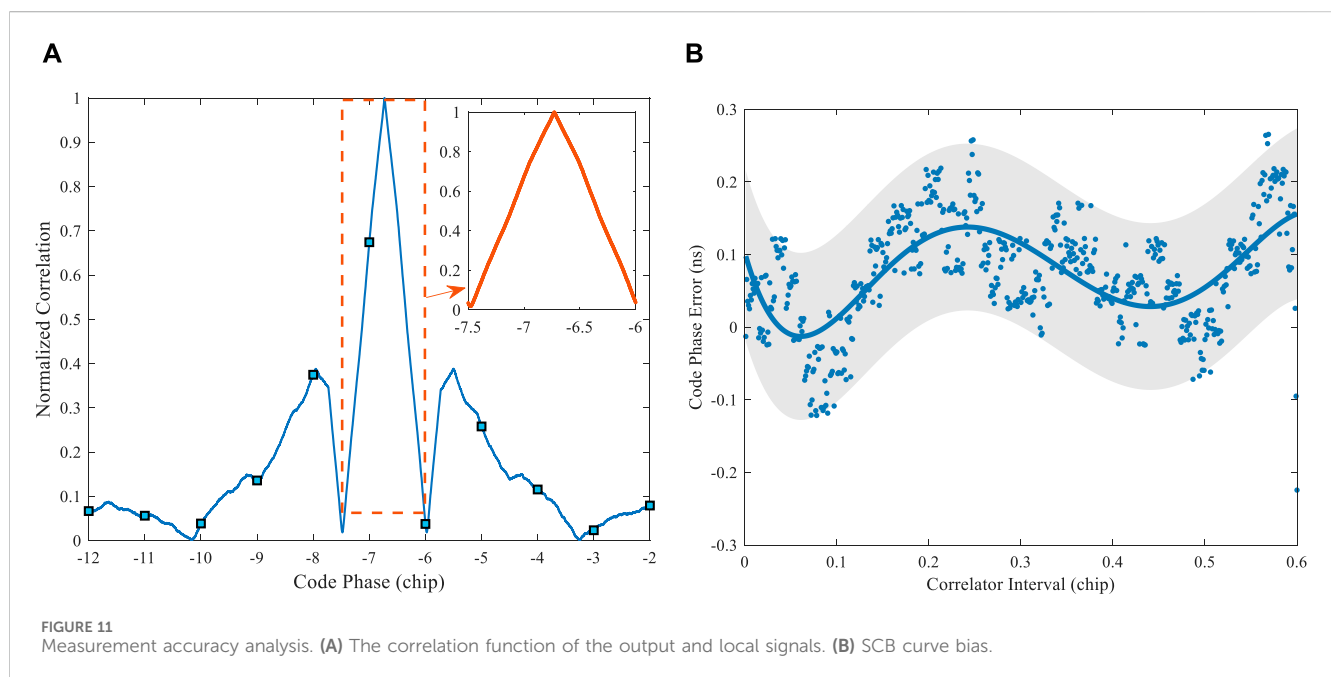 A
B
1
0.9
0.8
0.7
0.6
0.5
0.4
0.3
0.2
0.1
0
-12 -11 -10 -9 -8 -7 -6 -5 -4 -3 -2
Normalized Correlation
Code Phase (chip)
1
0.8
0.6
0.4
0.2
0
-7.5 -7 -6.5 -6
0.3
0.2
0.1
0
-0.1
-0.2
-0.3
0 0.1 0.2 0.3 0.4 0.5 0.6
Code Phase Error (ns)
Correlator Interval (chip)
FIGURE 11
Measurement accuracy analysis. (A) The correlation function of the output and local signals. (B) SCB curve bias.